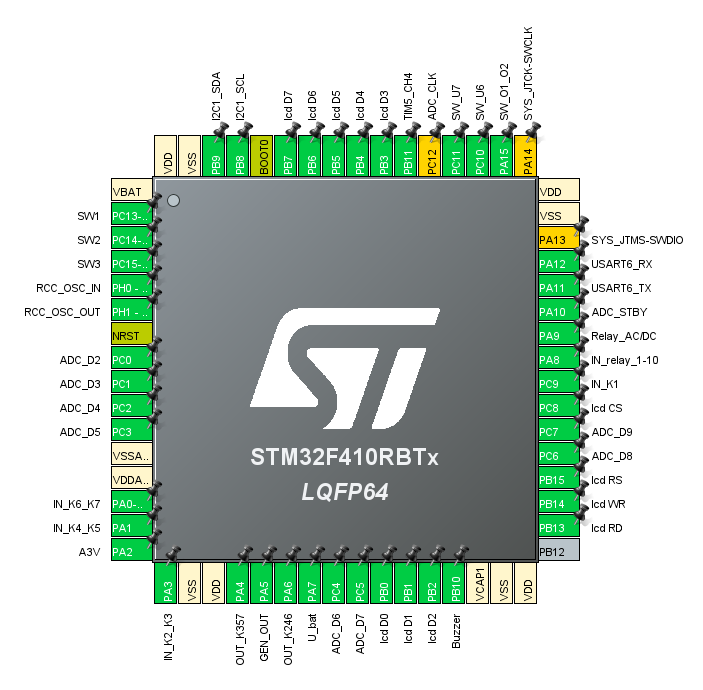 I2C1_SDA
I2C1_SCL
lcd D7
lcd D6
lcd D5
lcd D4
lcd D3
TIM5_CH4
ADC_CLK
SW_U7
SW_U6
SW_O1_O2
SYS_JTCK-SWCLK
VDD
VSS
PB9
PB8
BOOT0
PB7
PB6
PB5
PB4
PB3
PB11
PC12
PC11
PC10
PA15
PA14
VBAT
SW1 PC13-..
SW2 PC14-..
SW3 PC15-..
RCC_OSC_IN PH0 - ..
RCC_OSC_OUT PH1 - ..
NRST
ADC_D2 PC0
ADC_D3 PC1
ADC_D4 PC2
ADC_D5 PC3
VSSA..
VDDA..
IN_K6_K7 PA0-..
IN_K4_K5 PA1
A3V PA2
STM32F410RBTx
LQFP64
VDD
VSS
PA13 SYS_JTMS-SWDIO
PA12 USART6_RX
PA11 USART6_TX
PA10 ADC_STBY
PA9 Relay_AC/DC
PA8 IN_relay_1-10
PC9 IN_K1
PC8 lcd CS
PC7 ADC_D9
PC6 ADC_D8
PB15 lcd RS
PB14 lcd WR
PB13 lcd RD
PB12
PA3
VSS
VDD
PA4
PA5
PA6
PA7
PC4
PC5
PB0
PB1
PB2
PB10
VCAP1
VSS
VDD
IN_K2_K3
OUT_K357
GEN_OUT
OUT_K246
U_bat
ADC_D6
ADC_D7
lcd D0
lcd D1
lcd D2
Buzzer